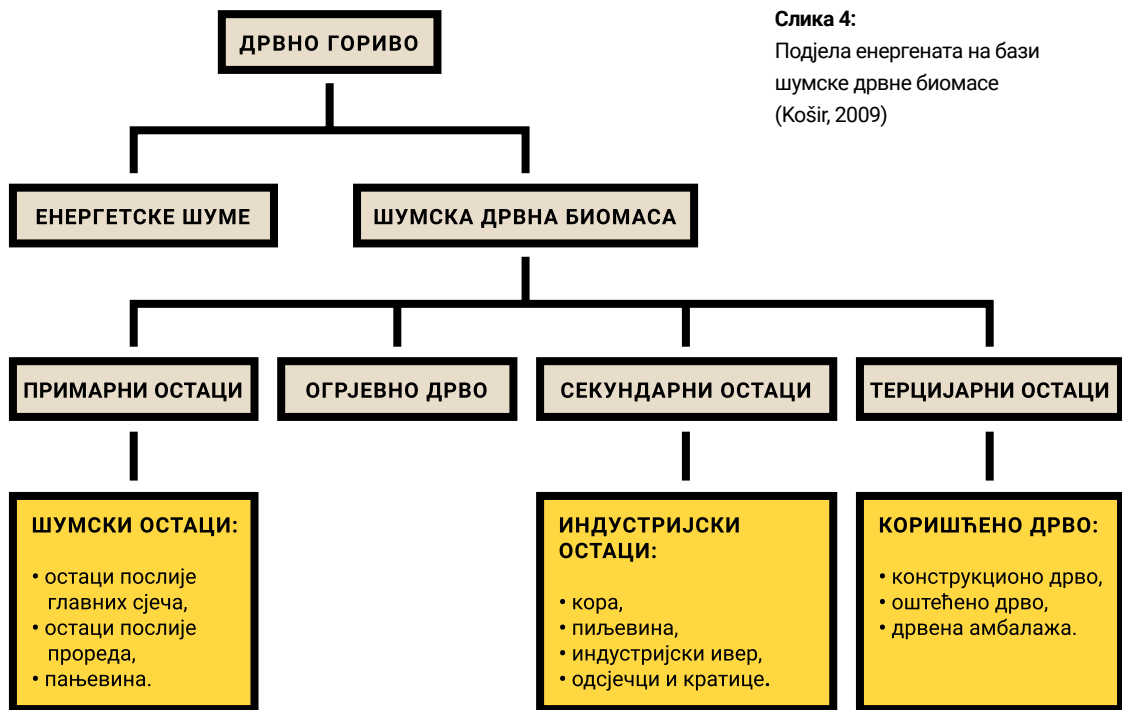 ДРВНО ГОРИВО
Слика 4:
Подјела енергената на бази
шумске дрвне биомасе
(Košir, 2009)
ЕНЕРГЕТСКЕ ШУМЕ
ШУМСКА ДРВНА БИОМАСА
ПРИМАРНИ ОСТАЦИ
ОГРЈЕВНО ДРВО
СЕКУНДАРНИ ОСТАЦИ
ТЕРЦИЈАРНИ ОСТАЦИ
ШУМСКИ ОСТАЦИ:
• остаци послије
главних сјеча,
• остаци послије
прореда,
• пањевина.
ИНДУСТРИЈСКИ
ОСТАЦИ:
• кора,
• пиљевина,
• индустријски ивер,
• одсјечци и кратице.
КОРИШЋЕНО ДРВО:
• конструкционо дрво,
• оштећено дрво,
• дрвена амбалажа.